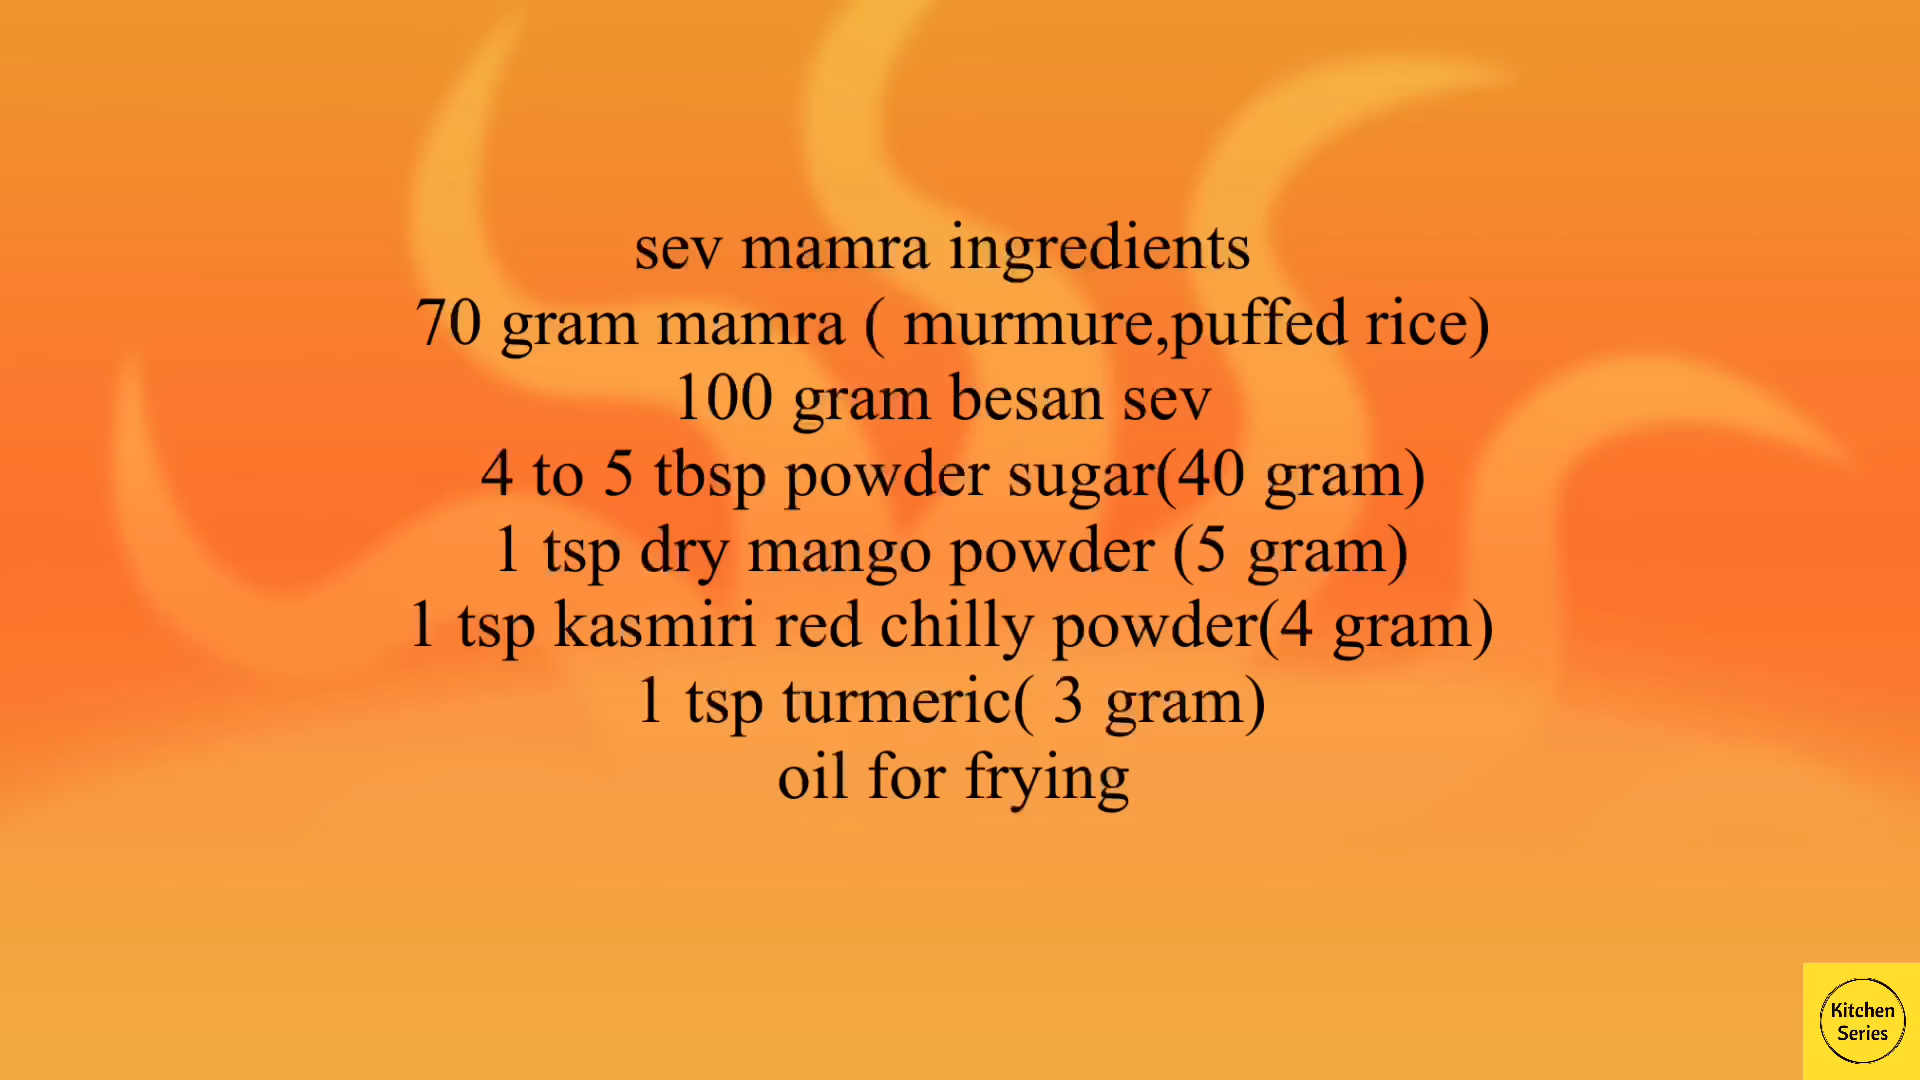 sev mamra ingredients
70 gram mamra ( murmure,puffed rice)
100 gram besan sev
4 to 5 tbsp powder sugar(40 gram)
1 tsp dry mango powder (5 gram)
1 tsp kasmiri red chilly powder(4 gram)
1 tsp turmeric( 3 gram)
oil for frying
Kitchen
Series